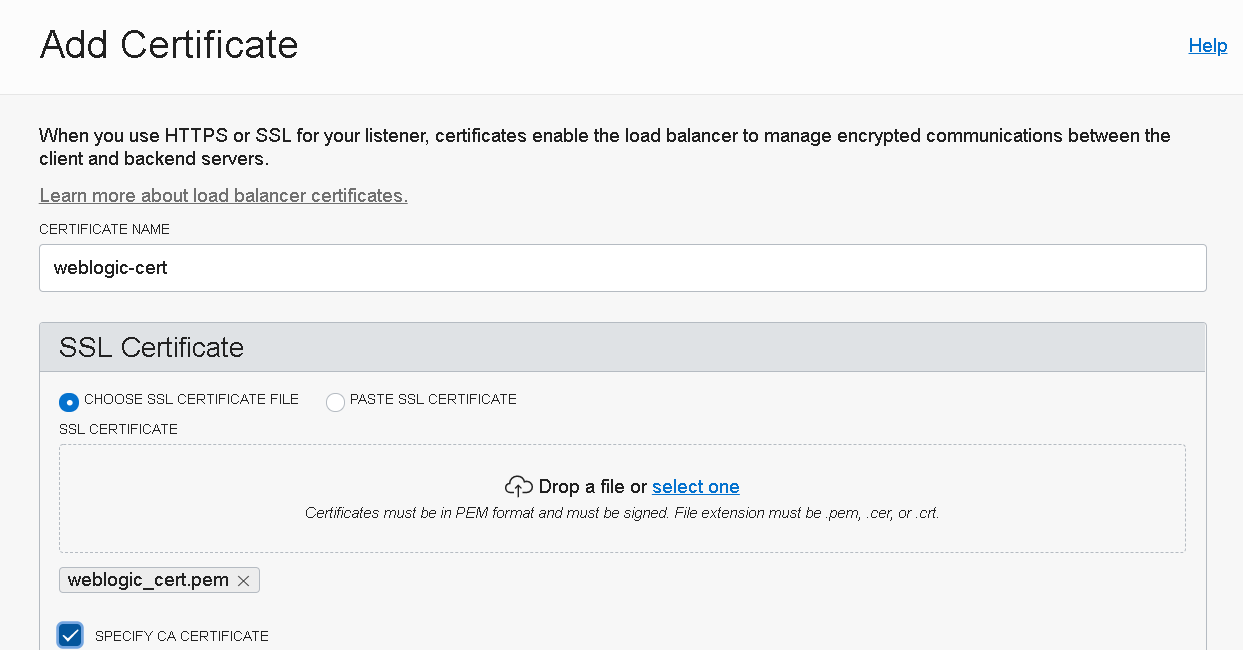 Add Certificate
Help
When you use HTTPS or SSL for your listener, certificates enable the load balancer to manage encrypted communications between the
client and backend servers.
Learn more about load balancer certificates.
CERTIFICATE NAME
weblogic-cert
SSL Certificate
CHOOSE SSL CERTIFICATE FILE
PASTE SSL CERTIFICATE
SSL CERTIFICATE
Drop a file or select one
Certificates must be in PEM format and must be signed. File extension must be .pem, .cer, or .crt.
weblogic_cert.pem
SPECIFY CA CERTIFICATE